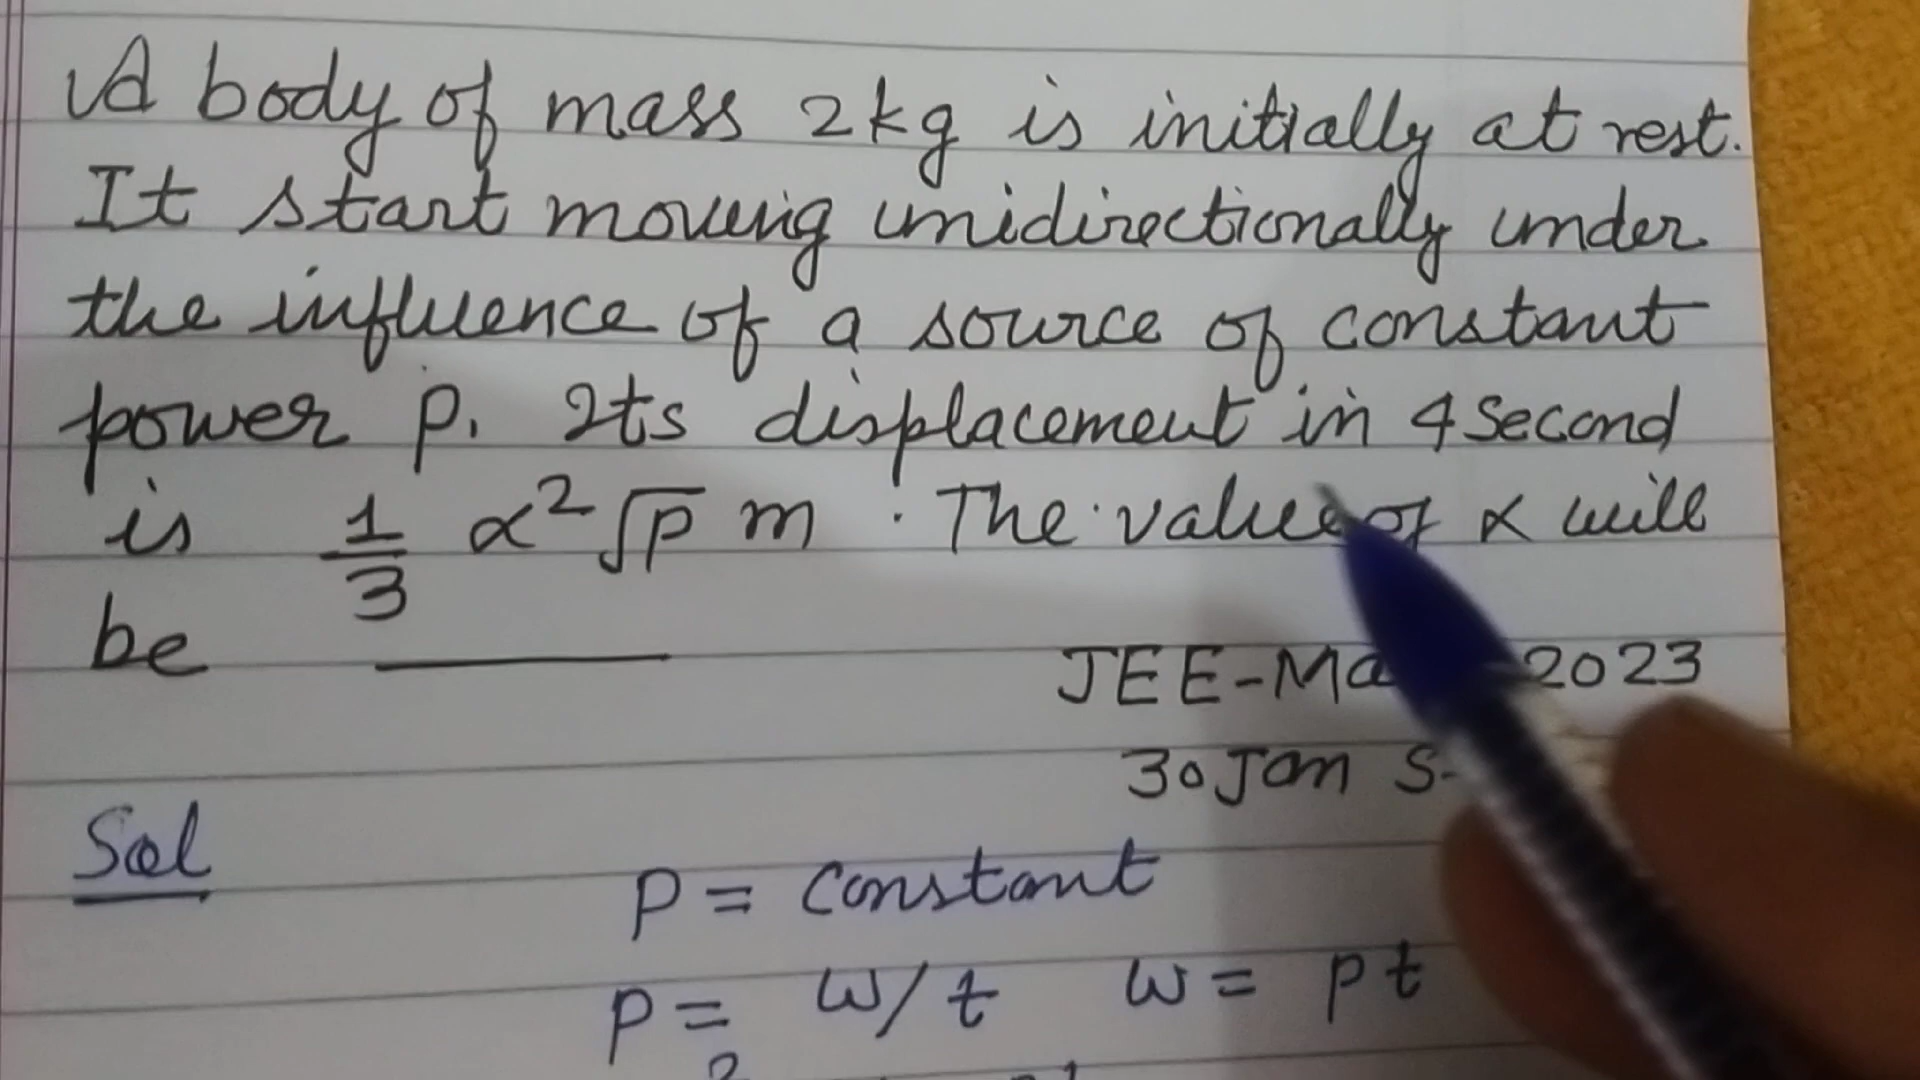 A body of mass 2kg is initially at rest.
It start moving unidirectionally under
the influence of a source of constant
power p. Its displacement in 4 second
is 1/3 α² √p m. The value of α will
be ______
JEE- 2023
30 Jan
Sol
P = constant
P = W/t W = pt